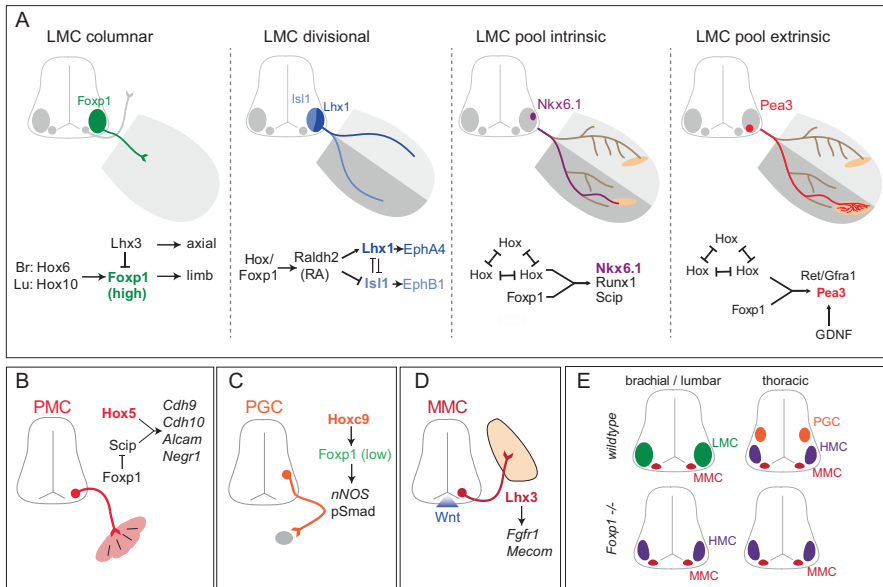 A
LMC columnar
LMC divisional
LMC pool intrinsic
LMC pool extrinsic
Foxp1
Isl1
Lhx1
Nkx6.1
Pea3
Lhx3
axial
Br: Hox6
Lu: Hox10
Foxp1
(high)
limb
Hox/
Foxp1
Raldh2
(RA)
Lhx1
EphA4
Isl1
EphB1
Hox
Hox
Hox
Foxp1
Nkx6.1
Runx1
Scip
Hox
Hox
Hox
Foxp1
Ret/Gfra1
Pea3
GDNF
B
PMC
Hox5
Scip
Foxp1
Cdh9
Cdh10
Alcam
Negr1
C
PGC
Hoxc9
Foxp1 (low)
nNOS
pSmad
D
MMC
Wnt
Lhx3
Fgfr1
Mecom
E
brachial / lumbar
thoracic
wildtype
LMC
MMC
PGC
HMC
MMC
Foxp1 -/-
HMC
MMC
HMC
MMC